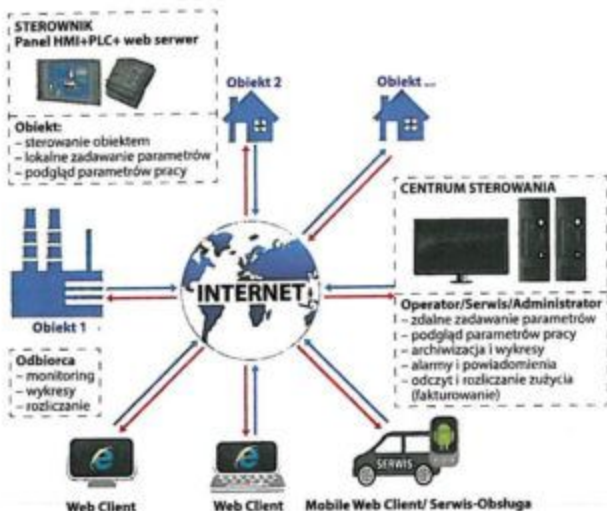 STEROWNIK
Panel HMI+PLC+ web serwer
Obiekt:
– sterowanie obiektem
– lokalne zadawanie parametrów
– podgląd parametrów pracy
Obiekt 2
Obiekt ...
CENTRUM STEROWANIA
Operator/Serwis/Administrator
– zdalne zadawanie parametrów
– podgląd parametrów pracy
– archiwizacja i wykresy
– alarmy i powiadomienia
– odczyt i rozliczanie zużycia
(fakturowanie)
INTERNET
Obiekt 1
Odbiorca
– monitoring
– wykresy
– rozliczanie
SERWIS
Web Client
Web Client
Mobile Web Client/ Serwis-Obsługa